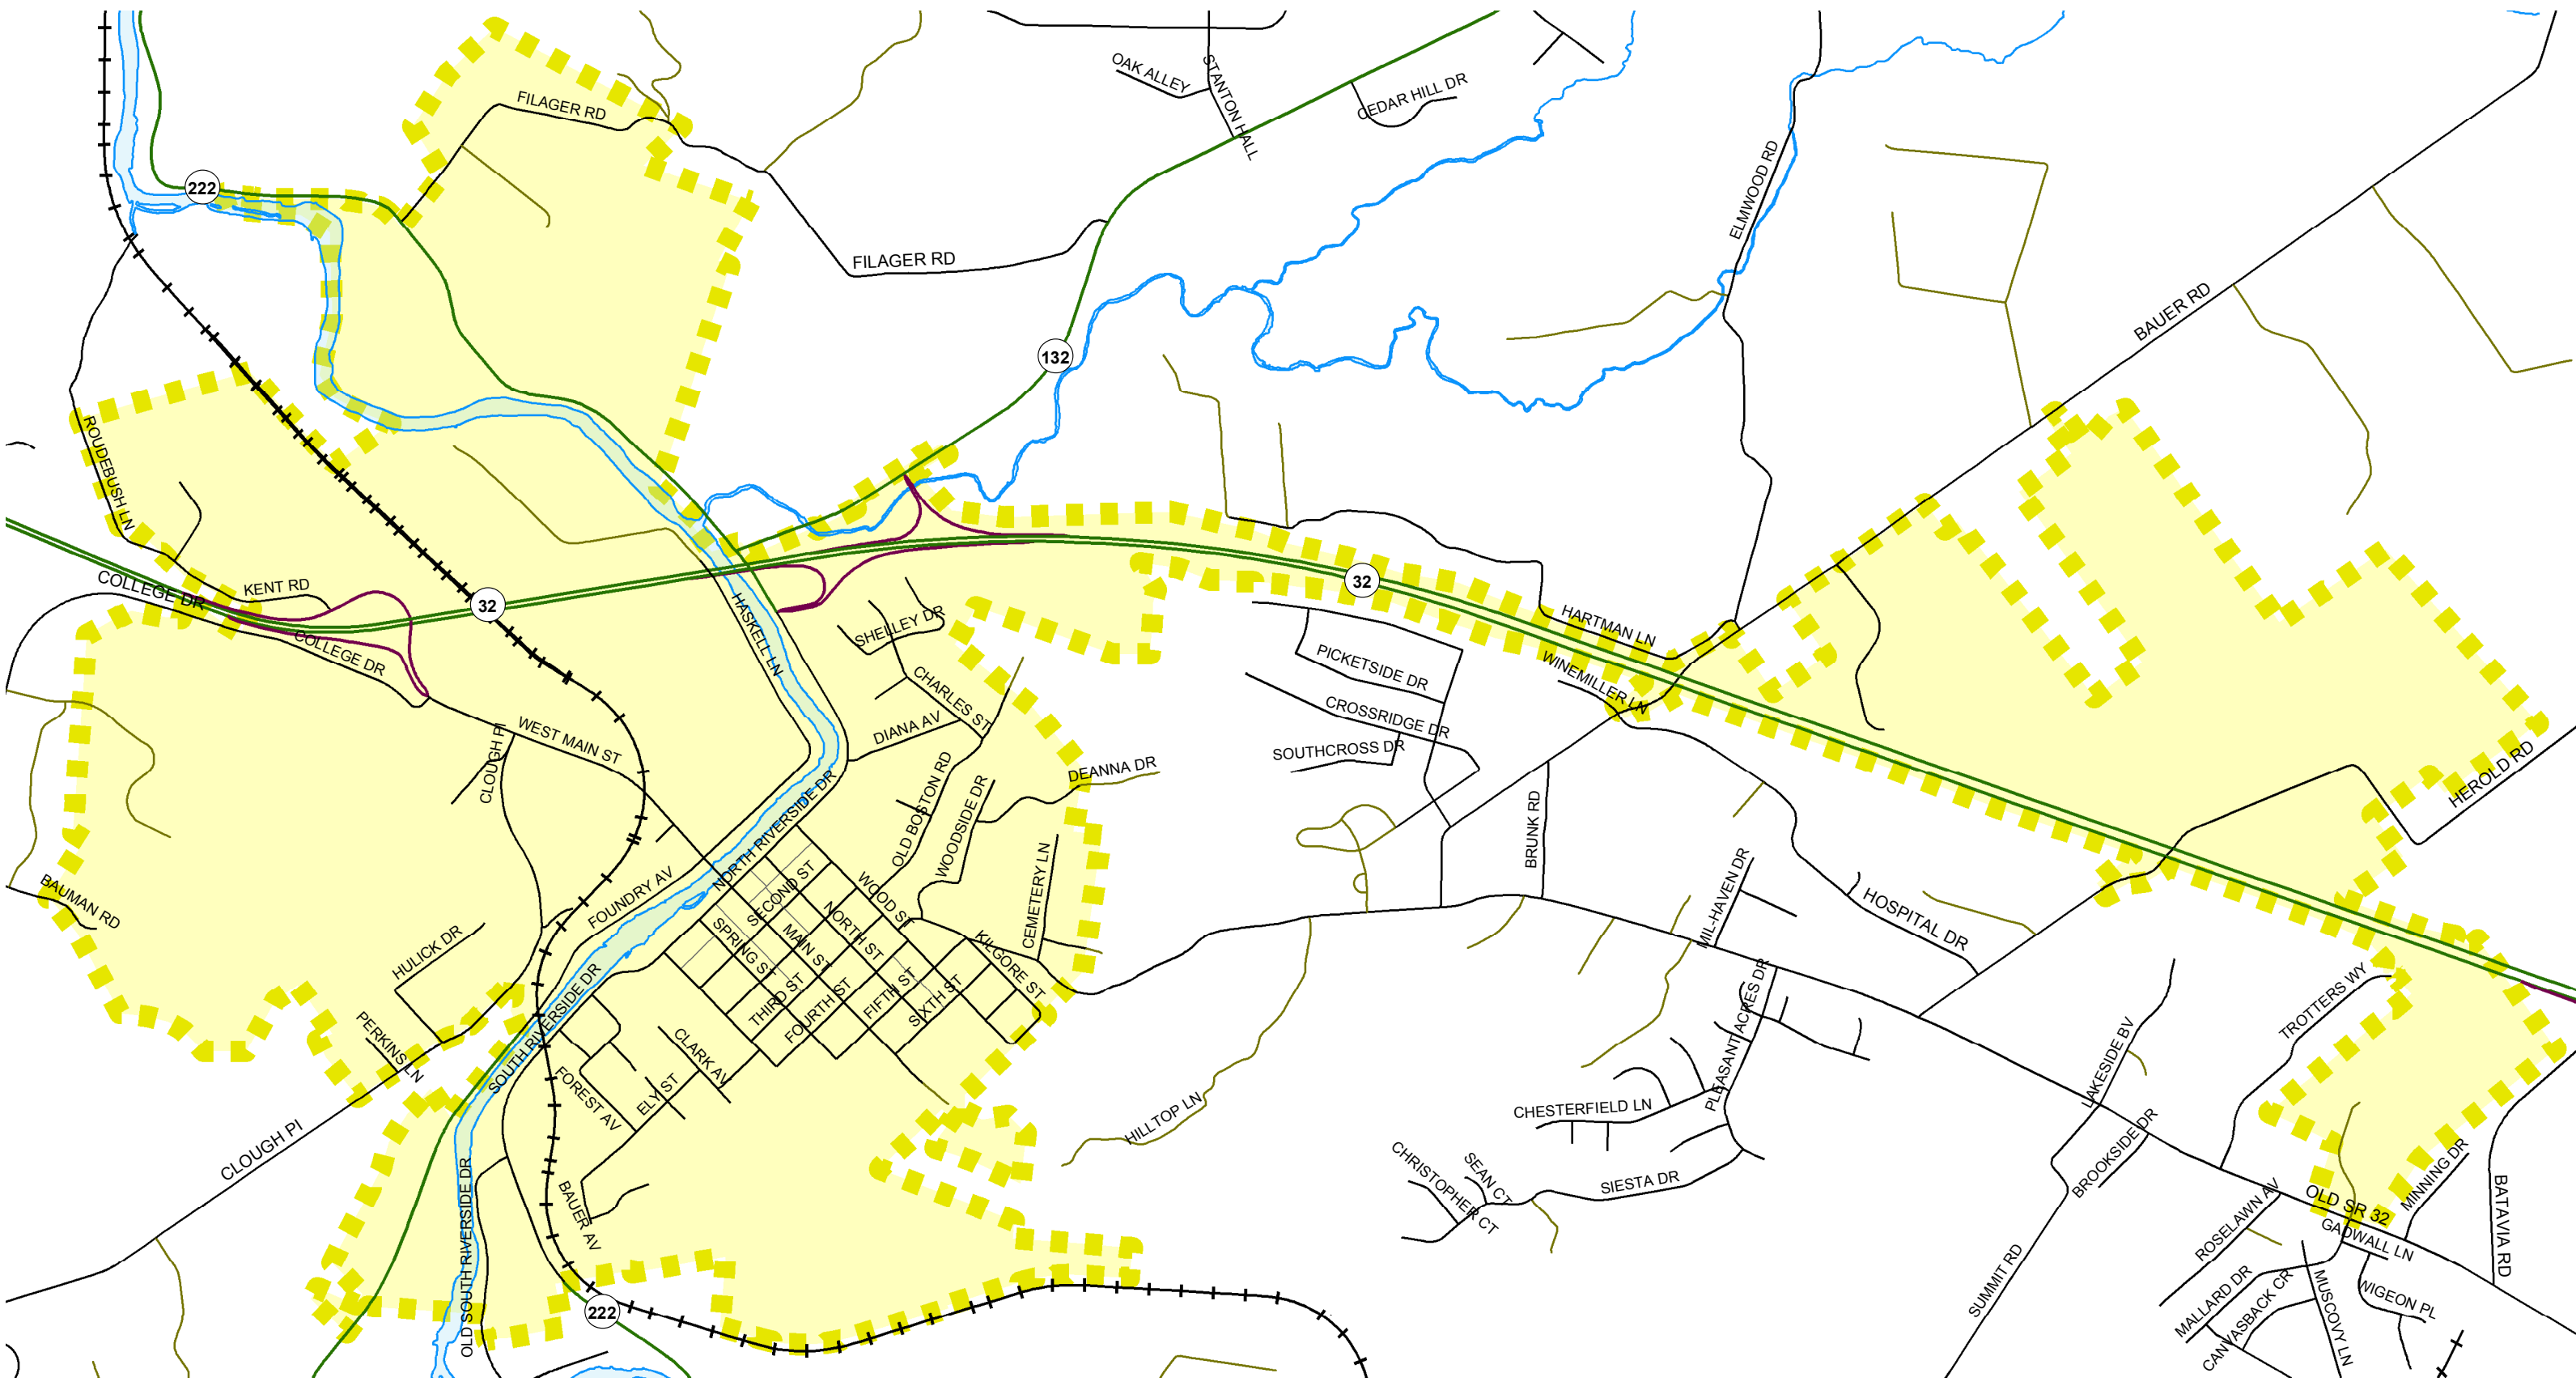 OAK ALLEY
STANTON HALL
CEDAR HILL DR
FILAGER RD
222
ELMWOOD RD
FILAGER RD
BAUER RD
132
ROUDEBUSH LN
COLLEGE DR
KENT RD
32
32
HASKELL LN
SHELLEY DR
HARTMAN LN
COLLEGE DR
PICKETSIDE DR
WINEMILLER LN
CHARLES ST
CROSSRIDGE DR
WEST MAIN ST
CLOUGH PI
DIANA AV
SOUTHCROSS DR
DEANNA DR
HEROLD RD
OLD BOSTON RD
WOODSIDE DR
NORTH RIVERSIDE DR
BRUNK RD
BAUMAN RD
FOUNDRY AV
SECOND ST
WOOD ST
CEMETERY LN
MIL-HAVEN DR
HOSPITAL DR
HULICK DR
SPRING ST
MAIN ST
NORTH ST
KILGORE ST
THIRD ST
FOURTH ST
FIFTH ST
SIXTH ST
PLEASANT ACRES DR
TROTTERS WY
SOUTH RIVERSIDE DR
PERKINS LN
CLARK AV
FOREST AV
ELY ST
LAKESIDE BV
CHESTERFIELD LN
HILLTOP LN
CLOUGH PI
BROOKSIDE DR
MINNING DR
CHRISTOPHER CT
SEAN CT
SIESTA DR
OLD SR 32
ROSELAWN AV
GADWALL LN
BATAVIA RD
OLD SOUTH RIVERSIDE DR
BAUER AV
SUMMIT RD
MALLARD DR
CANVASBACK CR
MUSCOVY LN
WIGEON PL
222